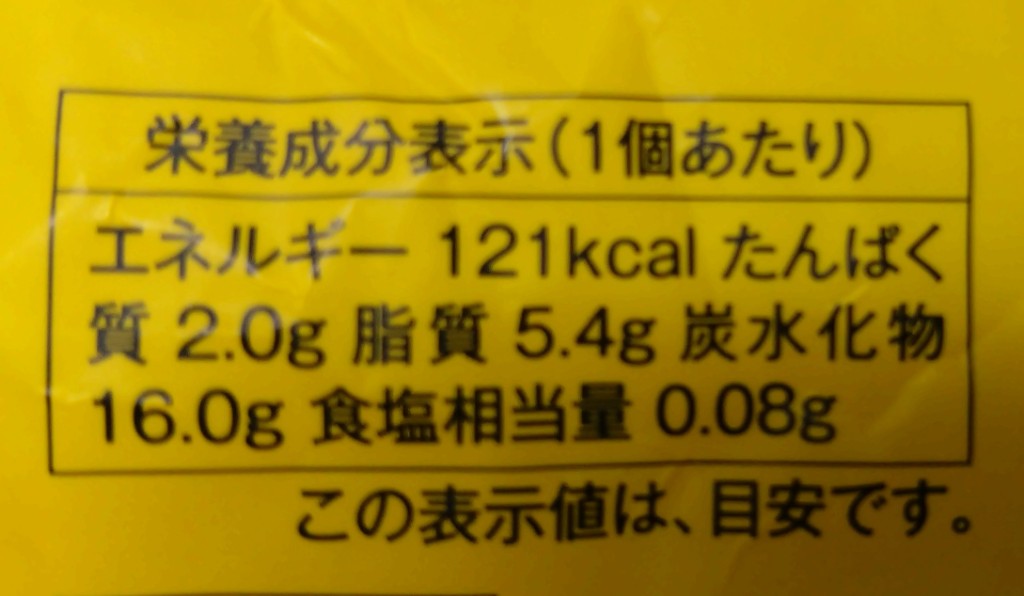 栄養成分表示(1個あたり)
エネルギー 121kcal たんぱく
質 2.0g 脂質 5.4g 炭水化物
16.0g 食塩相当量 0.08g
この表示値は、目安です。